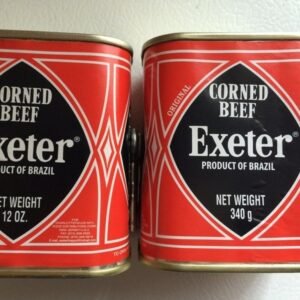 CORNED
BEEF
xeter®
PRODUCT OF BRAZIL
NET WEIGHT
12 OZ.
ORIGINAL
CORNED
BEEF
Exeter®
PRODUCT OF BRAZIL
NET WEIGHT
340 g